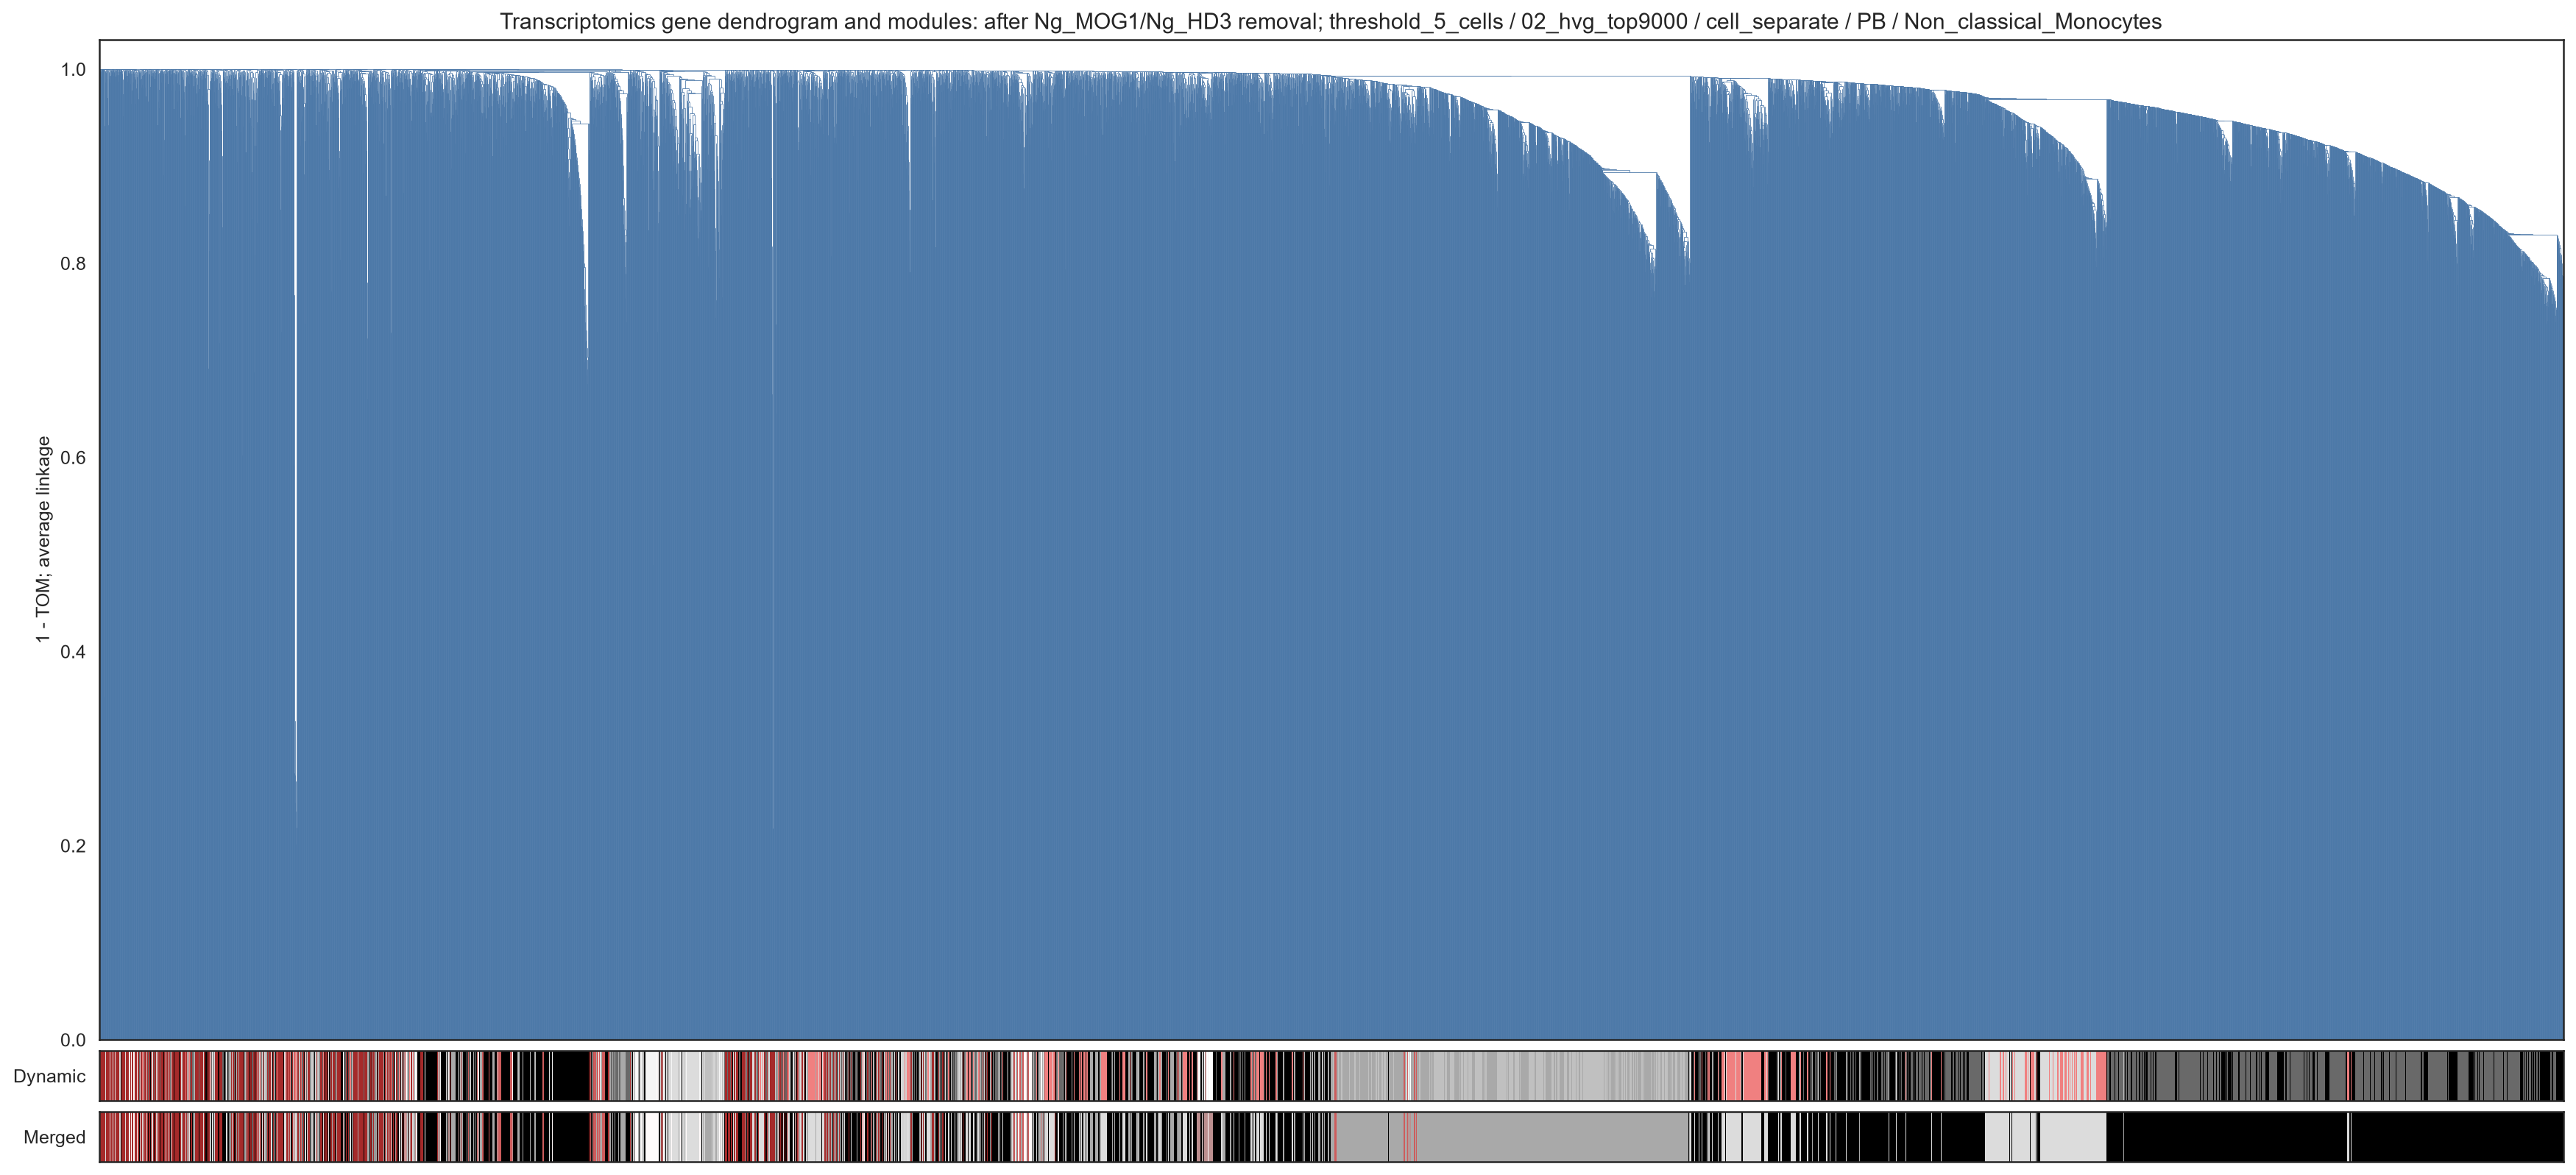 Transcriptomics gene dendrogram and modules: after Ng_MOG1/Ng_HD3 removal; threshold_5_cells / 02_hvg_top9000 / cell_separate / PB / Non_classical_Monocytes
1.0
0.8
0.6
0.4
0.2
0.0
1 - TOM; average linkage
Dynamic
Merged